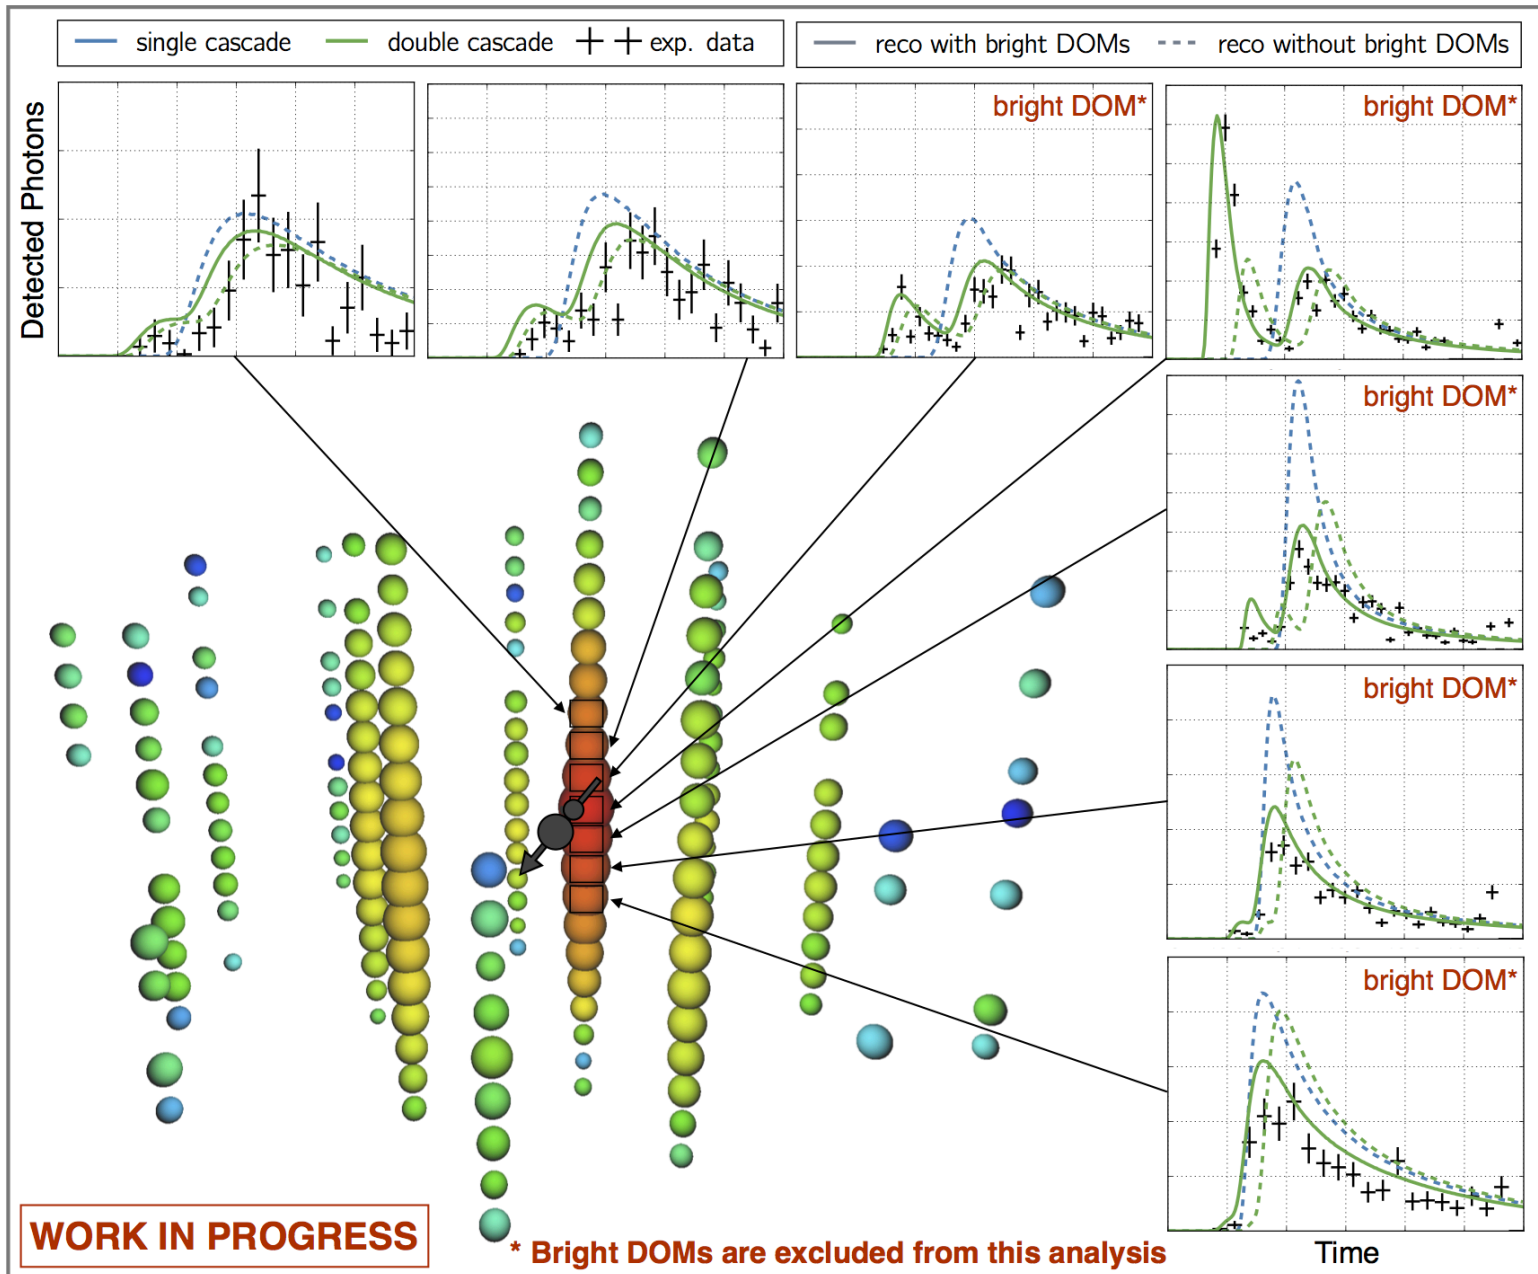 single cascade double cascade exp. data
reco with bright DOMs reco without bright DOMs
Detected Photons
bright DOM*
bright DOM*
bright DOM*
bright DOM*
bright DOM*
WORK IN PROGRESS
* Bright DOMs are excluded from this analysis
Time